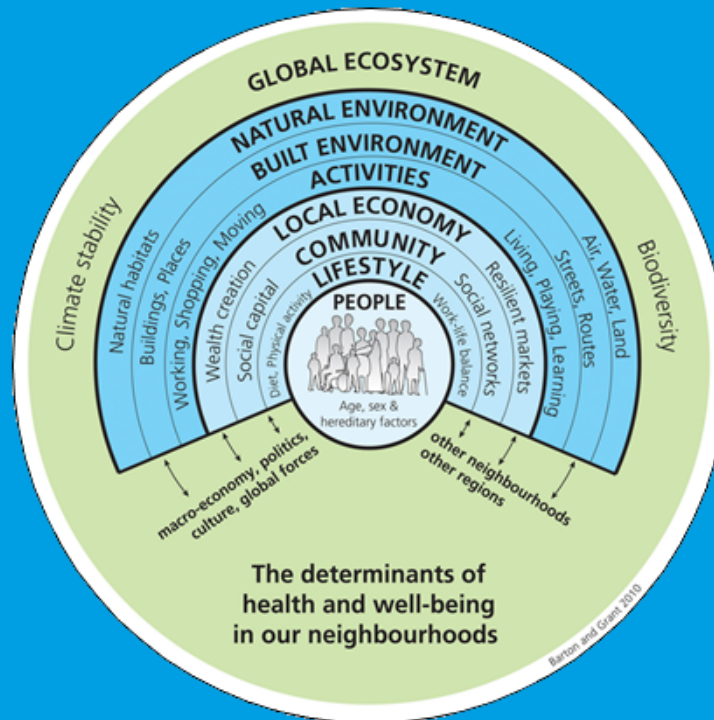 GLOBAL ECOSYSTEM
NATURAL ENVIRONMENT
BUILT ENVIRONMENT
ACTIVITIES
LOCAL ECONOMY
COMMUNITY
LIFESTYLE
PEOPLE
Age, sex &
hereditary factors
Climate stability
Natural habitats
Buildings, Places
Working, Shopping, Moving
Wealth creation
Social capital
Diet, Physical activity
Work-life balance
Social networks
Resilient markets
Living, Playing, Learning
Streets, Routes
Air, Water, Land
Biodiversity
macro-economy, politics,
culture, global forces
other neighbourhoods
other regions
The determinants of
health and well-being
in our neighbourhoods
Barton and Grant 2010